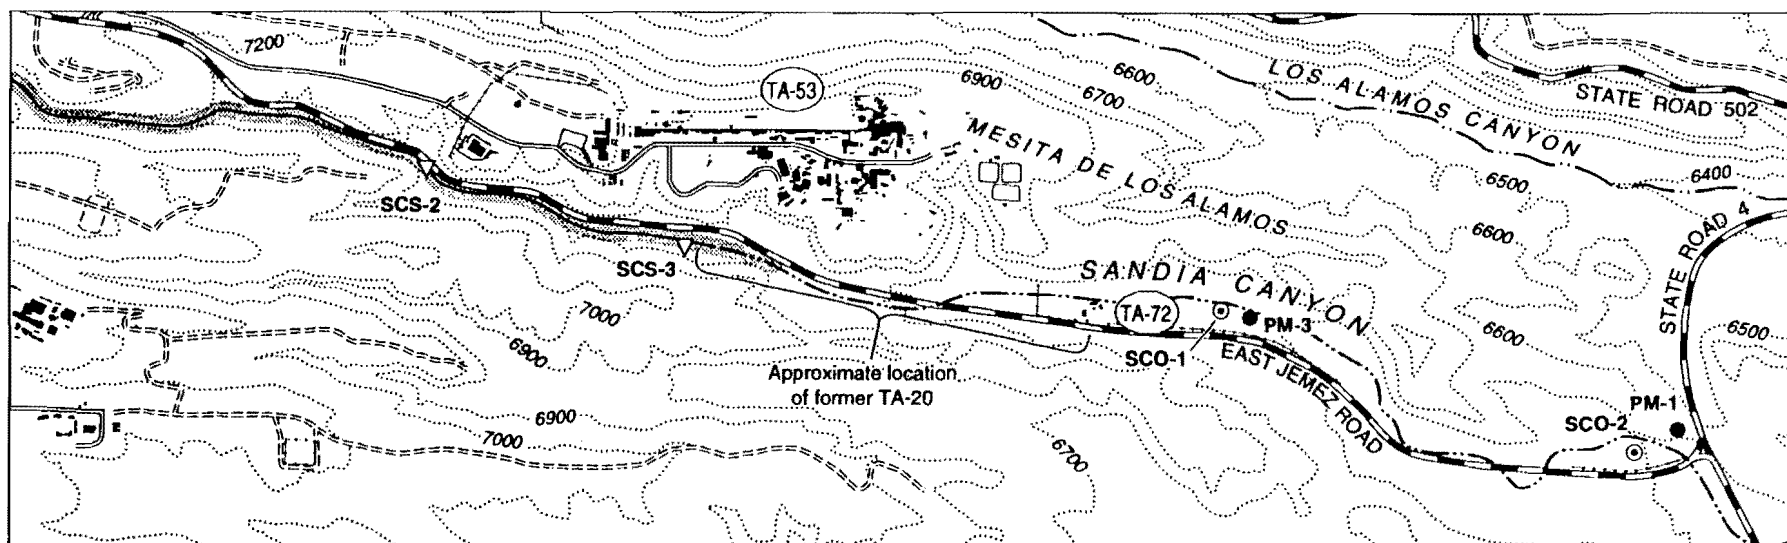 7200
TA-53
6900
6700
6600
LOS ALAMOS CANYON
STATE ROAD 502
MESITA DE LOS ALAMOS
6500
6400
SCS-2
STATE ROAD 4
6600
SCS-3
SANDIA CANYON
7000
TA-72
PM-3
6500
6900
SCO-1
EAST JEMEZ ROAD
6600
Approximate location
of former TA-20
6900
7000
6700
SCO-2
PM-1